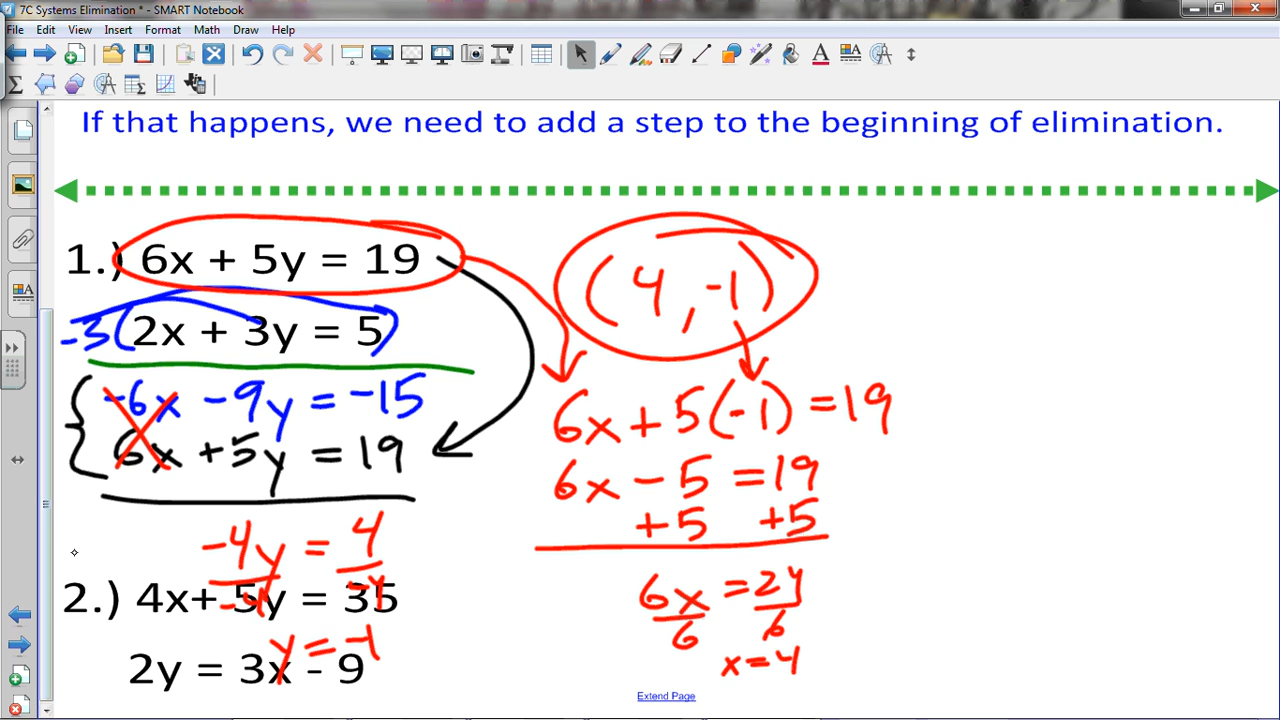 7C Systems Elimination * - SMART Notebook
File Edit View Insert Format Math Draw Help
If that happens, we need to add a step to the beginning of elimination.
1.) 6x + 5y = 19
-3(2x + 3y = 5)
-6x - 9y = -15
6x + 5y = 19
-4y = 4
-4 -4
y = -1
(4, -1)
6x + 5(-1) = 19
6x - 5 = 19
+5 +5
6x = 24
6 6
x = 4
2.) 4x+ 5y = 35
2y = 3x - 9
Extend Page